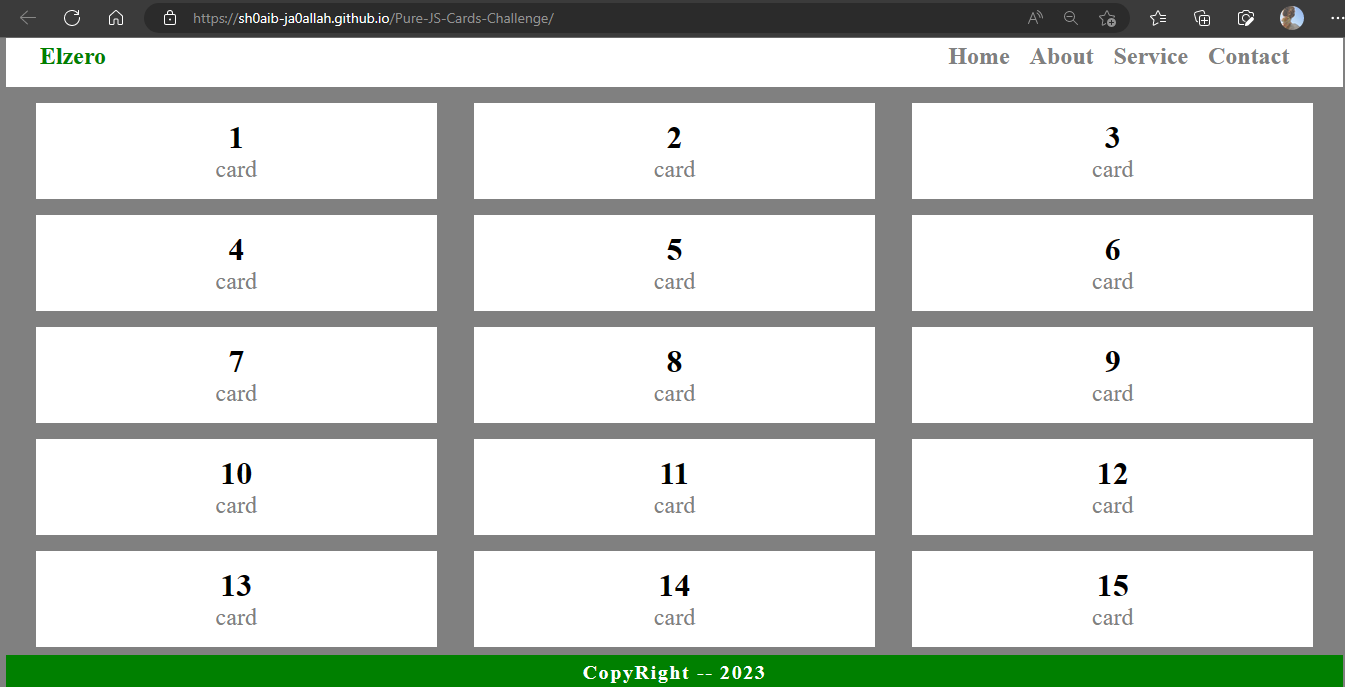 https://sh0aib-ja0allah.github.io/Pure-JS-Cards-Challenge/
Elzero Home About Service Contact
1 2 3
card card card
4 5 6
card card card
7 8 9
card card card
10 11 12
card card card
13 14 15
card card card
CopyRight -- 2023